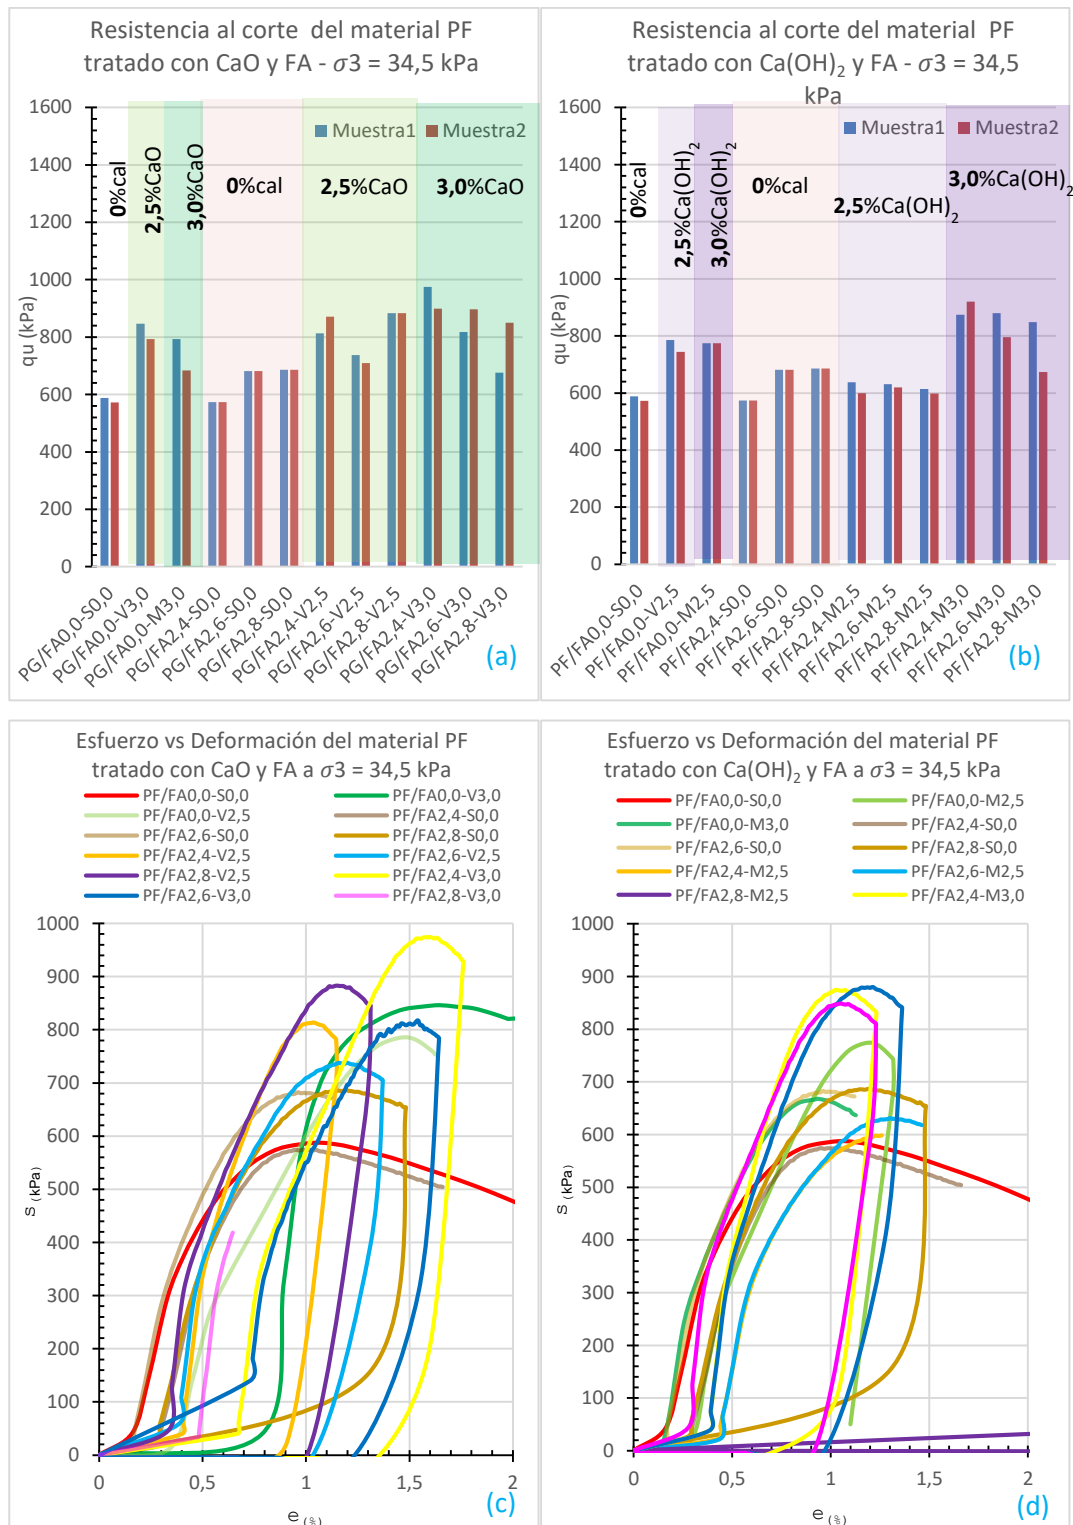 Resistencia al corte del material PF
tratado con CaO y FA - σ3 = 34,5 kPa
1600
1400
1200
1000
800
600
400
200
0
qu (kPa)
Muestra1
Muestra2
0%cal
2,5%CaO
3,0%CaO
0%cal
2,5%CaO
3,0%CaO
PG/FA0,0-S0,0
PG/FA0,0-V3,0
PG/FA0,0-M3,0
PG/FA2,4-S0,0
PG/FA2,6-S0,0
PG/FA2,8-S0,0
PG/FA2,4-V2,5
PG/FA2,6-V2,5
PG/FA2,8-V2,5
PG/FA2,4-V3,0
PG/FA2,6-V3,0
PG/FA2,8-V3,0
(a)
Resistencia al corte del material PF
tratado con Ca(OH)2 y FA - σ3 = 34,5
kPa
1600
1400
1200
1000
800
600
400
200
0
qu (kPa)
Muestra1
Muestra2
0%cal
2,5%Ca(OH)2
3,0%Ca(OH)2
0%cal
2,5%Ca(OH)2
3,0%Ca(OH)2
PF/FA0,0-S0,0
PF/FA0,0-V2,5
PF/FA0,0-M2,5
PF/FA2,4-S0,0
PF/FA2,6-S0,0
PF/FA2,8-S0,0
PF/FA2,4-M2,5
PF/FA2,6-M2,5
PF/FA2,8-M2,5
PF/FA2,4-M3,0
PF/FA2,6-M3,0
PF/FA2,8-M3,0
(b)
Esfuerzo vs Deformación del material PF
tratado con CaO y FA a σ3 = 34,5 kPa
PF/FA0,0-S0,0 PF/FA0,0-V3,0
PF/FA0,0-V2,5 PF/FA2,4-S0,0
PF/FA2,6-S0,0 PF/FA2,8-S0,0
PF/FA2,4-V2,5 PF/FA2,6-V2,5
PF/FA2,8-V2,5 PF/FA2,4-V3,0
PF/FA2,6-V3,0 PF/FA2,8-V3,0
1000
900
800
700
600
500
400
300
200
100
0
s (kPa)
0 0,5 1 1,5 2
e (%)
(c)
Esfuerzo vs Deformación del material PF
tratado con Ca(OH)2 y FA a σ3 = 34,5 kPa
PF/FA0,0-S0,0 PF/FA0,0-M2,5
PF/FA0,0-M3,0 PF/FA2,4-S0,0
PF/FA2,6-S0,0 PF/FA2,8-S0,0
PF/FA2,4-M2,5 PF/FA2,6-M2,5
PF/FA2,8-M2,5 PF/FA2,4-M3,0
1000
900
800
700
600
500
400
300
200
100
0
s (kPa)
0 0,5 1 1,5 2
e (%)
(d)